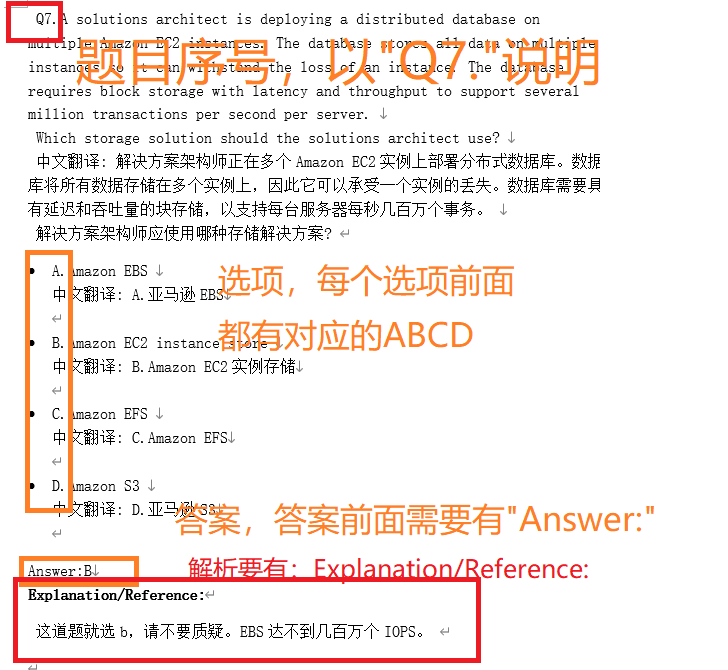 Q7.A solutions architect is deploying a distributed database on
multiple Amazon EC2 instances. The database stores all data on multiple
instances so it can withstand the loss of an instance. The database
requires block storage with latency and throughput to support several
million transactions per second per server. ↓
题目序号，以"Q7."说明
Which storage solution should the solutions architect use? ↓
中文翻译: 解决方案架构师正在多个 Amazon EC2 实例上部署分布式数据库。数据
库将所有数据存储在多个实例上，因此它可以承受一个实例的丢失。数据库需要具
有延迟和吞吐量的块存储，以支持每台服务器每秒几百万个事务。 ↓
解决方案架构师应使用哪种存储解决方案? ↵
• A.Amazon EBS ↓
中文翻译: A.亚马逊 EBS↓
↵
选项，每个选项前面
都有对应的ABCD
• B.Amazon EC2 instance store ↓
中文翻译: B.Amazon EC2 实例存储↓
↵
• C.Amazon EFS ↓
中文翻译: C.Amazon EFS↓
↵
• D.Amazon S3 ↓
中文翻译: D.亚马逊 S3↓
↵
答案，答案前面需要有"Answer:"
Answer:B↓
解析要有：Explanation/Reference:
Explanation/Reference:↵
这道题就选 b，请不要质疑。EBS 达不到几百万个 IOPS。 ↵
↵